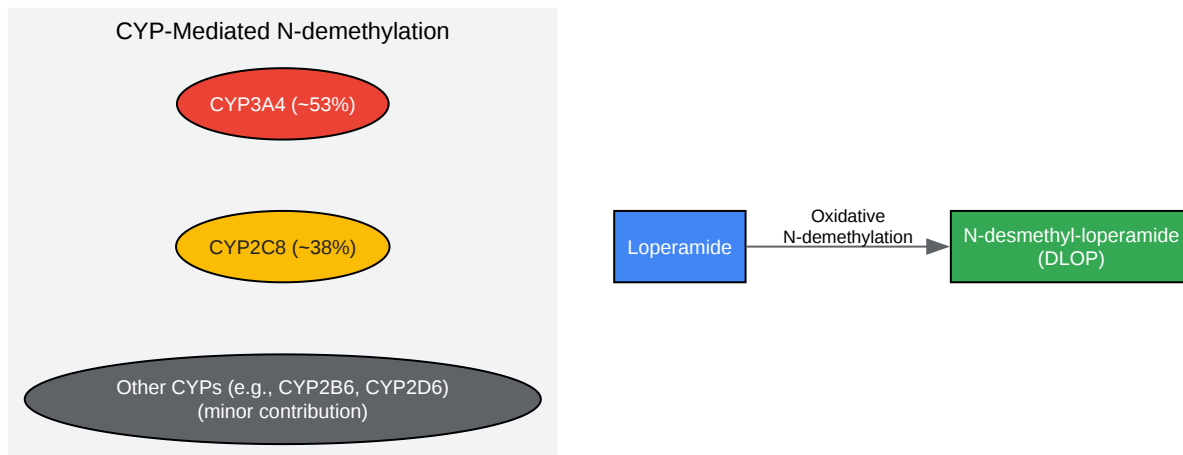 CYP-Mediated N-demethylation
CYP3A4 (~53%)
CYP2C8 (~38%)
Other CYPs (e.g., CYP2B6, CYP2D6)
(minor contribution)
Loperamide
Oxidative
N-demethylation
N-desmethyl-loperamide
(DLOP)